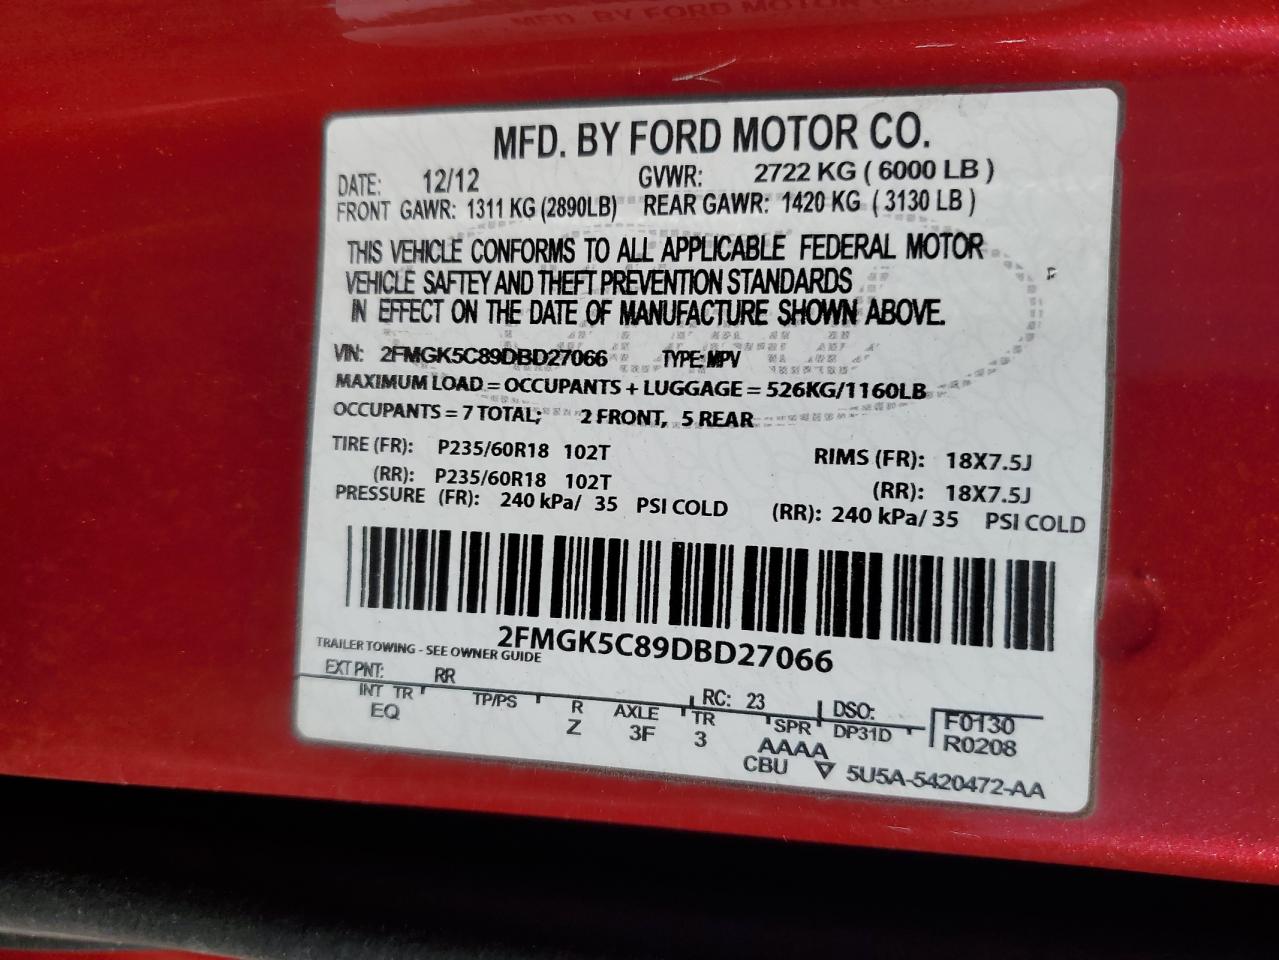 MFD. BY FORD MOTOR CO.
DATE: 12/12 GVWR: 2722 KG ( 6000 LB )
FRONT GAWR: 1311 KG (2890LB) REAR GAWR: 1420 KG ( 3130 LB )
THIS VEHICLE CONFORMS TO ALL APPLICABLE FEDERAL MOTOR
VEHICLE SAFTEY AND THEFT PREVENTION STANDARDS
IN EFFECT ON THE DATE OF MANUFACTURE SHOWN ABOVE.
VIN: 2FMGK5C89DBD27066 TYPE: MPV
MAXIMUM LOAD = OCCUPANTS + LUGGAGE = 526KG/1160LB
OCCUPANTS = 7 TOTAL; 2 FRONT, 5 REAR
TIRE (FR): P235/60R18 102T RIMS (FR): 18X7.5J
(RR): P235/60R18 102T (RR): 18X7.5J
PRESSURE (FR): 240 kPa/ 35 PSI COLD (RR): 240 kPa/ 35 PSI COLD
2FMGK5C89DBD27066
TRAILER TOWING - SEE OWNER GUIDE
EXT PNT: RR RC: 23 DSO: F0130
INT TR TP/PS R AXLE TR SPR DP31D R0208
EQ Z 3F 3 AAAA
CBU ▽ 5U5A-5420472-AA